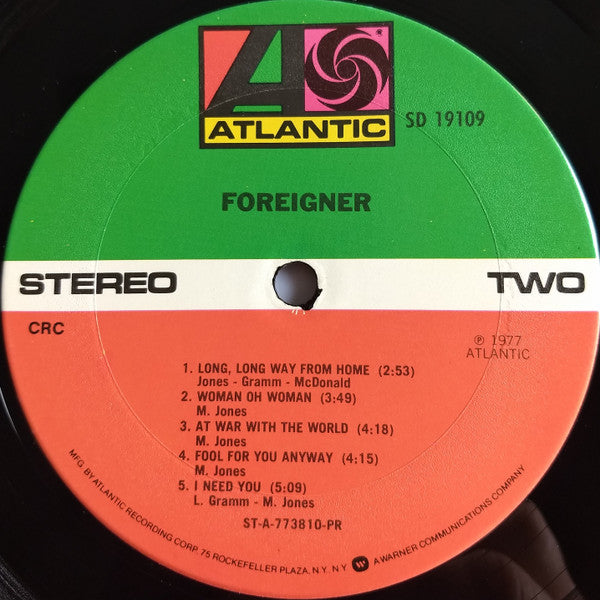 ATLANTIC
SD 19109
FOREIGNER
STEREO
TWO
CRC
℗ 1977
ATLANTIC
1. LONG, LONG WAY FROM HOME (2:53)
Jones - Gramm - McDonald
2. WOMAN OH WOMAN (3:49)
M. Jones
3. AT WAR WITH THE WORLD (4:18)
M. Jones
4. FOOL FOR YOU ANYWAY (4:15)
M. Jones
5. I NEED YOU (5:09)
L. Gramm - M. Jones
ST-A-773810-PR
MFG. BY ATLANTIC RECORDING CORP. 75 ROCKEFELLER PLAZA, N.Y. N.Y. A WARNER COMMUNICATIONS COMPANY